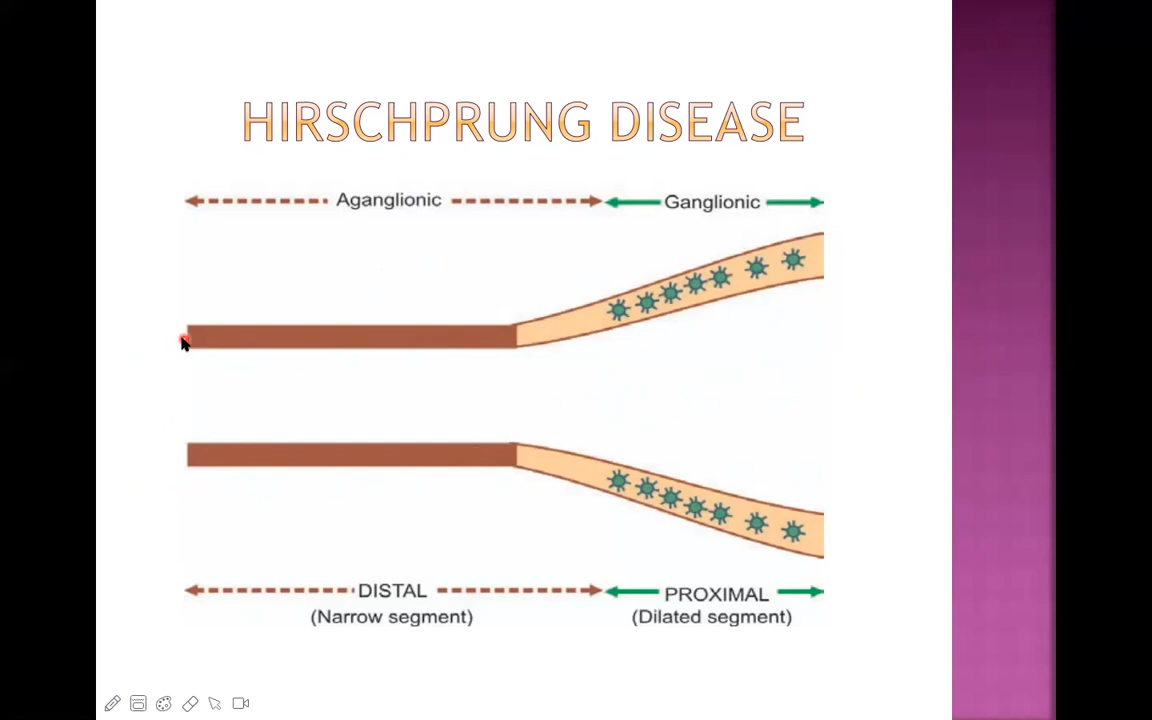 HIRSCHPRUNG DISEASE
Aganglionic Ganglionic
DISTAL PROXIMAL
(Narrow segment) (Dilated segment)